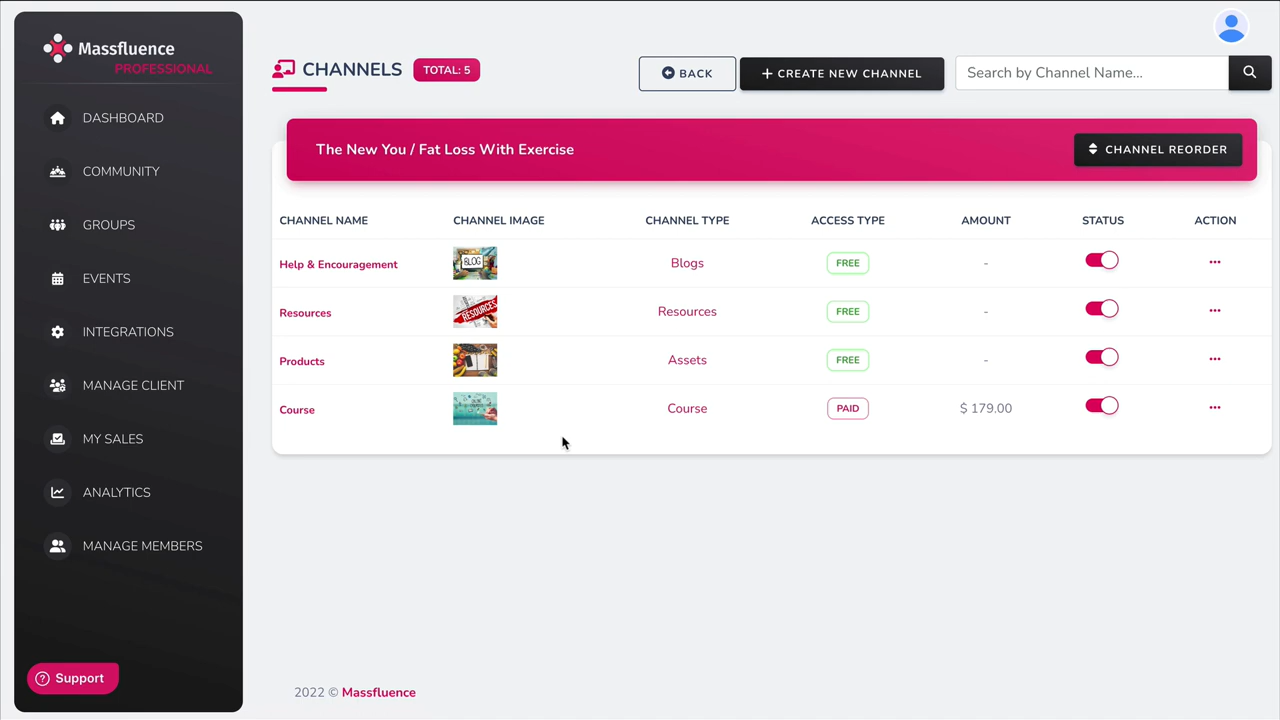 Massfluence
PROFESSIONAL
DASHBOARD
COMMUNITY
GROUPS
EVENTS
INTEGRATIONS
MANAGE CLIENT
MY SALES
ANALYTICS
MANAGE MEMBERS
Support
CHANNELS
TOTAL: 5
BACK
CREATE NEW CHANNEL
Search by Channel Name...
The New You / Fat Loss With Exercise
CHANNEL REORDER
CHANNEL NAME CHANNEL IMAGE CHANNEL TYPE ACCESS TYPE AMOUNT STATUS ACTION
Help & Encouragement BLOG Blogs FREE -
Resources RESOURCES Resources FREE -
Products Assets FREE -
Course Course PAID $ 179.00
2022 © Massfluence